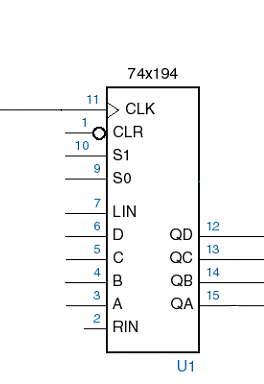 74x194
11 CLK
1 CLR
10 S1
9 S0
7 LIN
6 D QD 12
5 C QC 13
4 B QB 14
3 A QA 15
2 RIN
U1